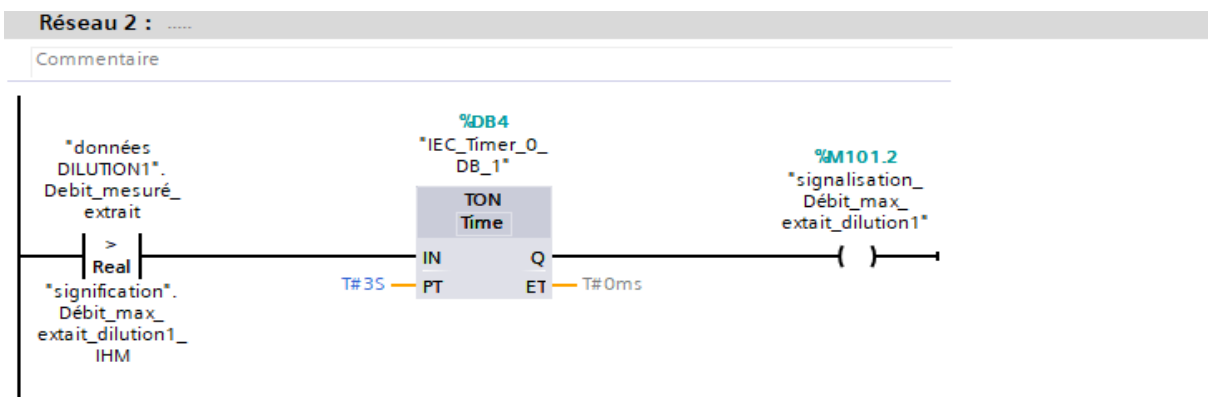 Réseau 2 : .....
Commentaire
"données
DILUTION1".
Debit_mesuré_
extrait
>
Real
"signification".
Débit_max_
extait_dilution1_
IHM
%DB4
"IEC_Timer_0_
DB_1"
TON
Time
IN Q
T#3S PT ET T#0ms
%M101.2
"signalisation_
Débit_max_
extait_dilution1"
( )